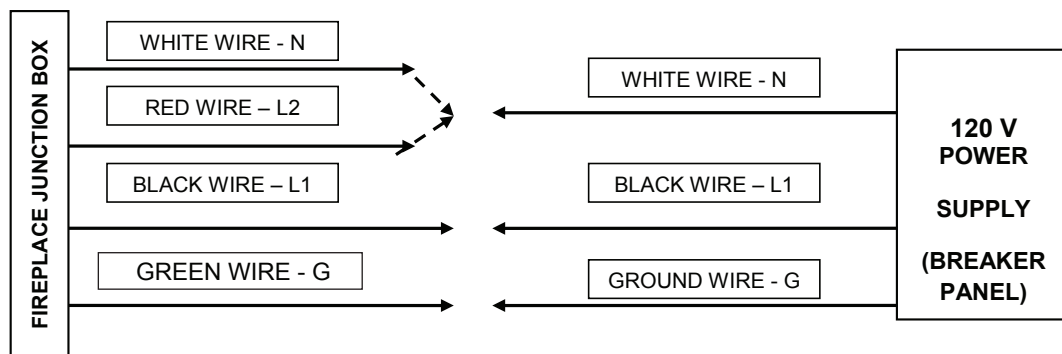 FIREPLACE JUNCTION BOX
WHITE WIRE - N
RED WIRE – L2
BLACK WIRE – L1
GREEN WIRE - G
WHITE WIRE - N
BLACK WIRE – L1
GROUND WIRE - G
120 V
POWER
SUPPLY
(BREAKER
PANEL)